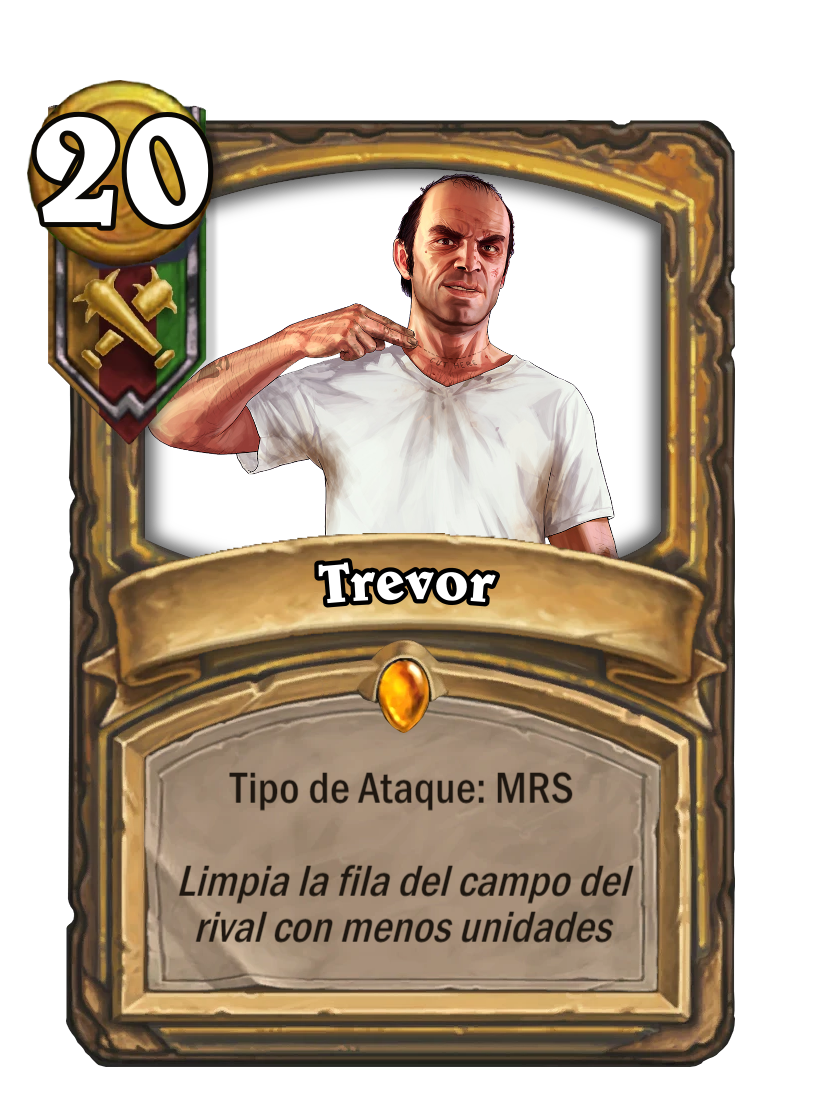 20
Trevor
Tipo de Ataque: MRS
Limpia la fila del campo del
rival con menos unidades